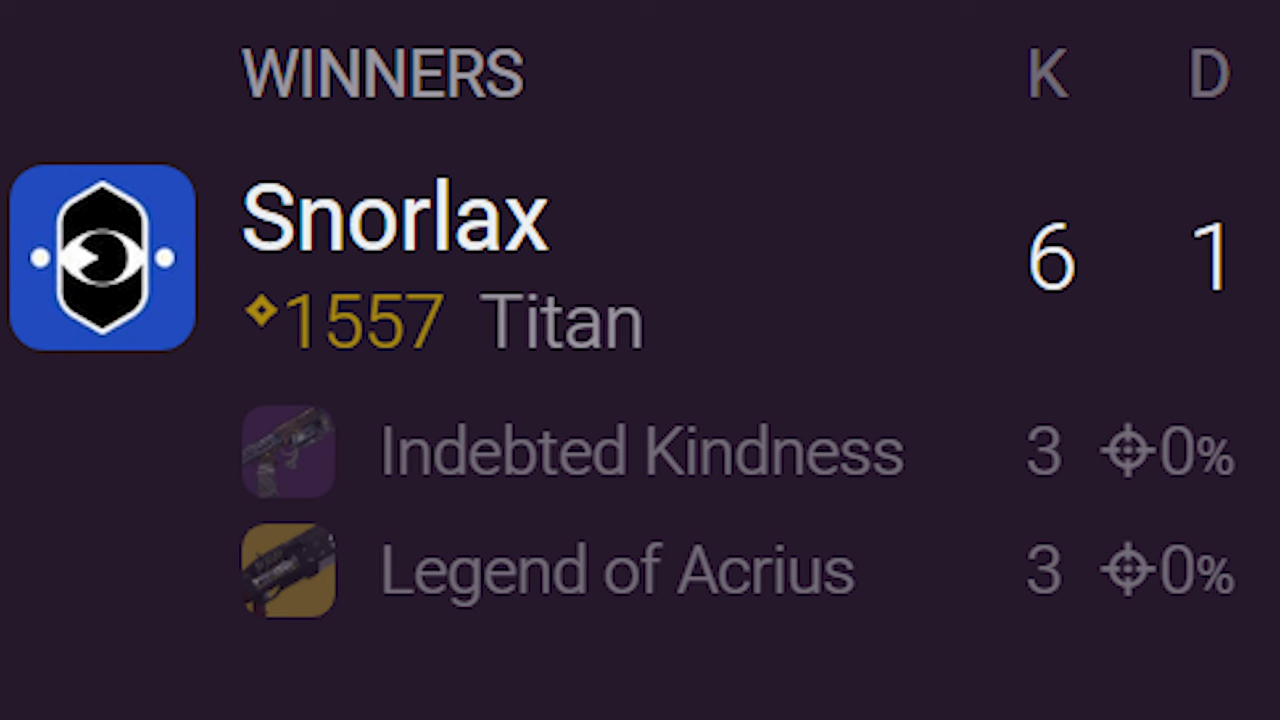 WINNERS K D
Snorlax 6 1
1557 Titan
Indebted Kindness 3 0%
Legend of Acrius 3 0%